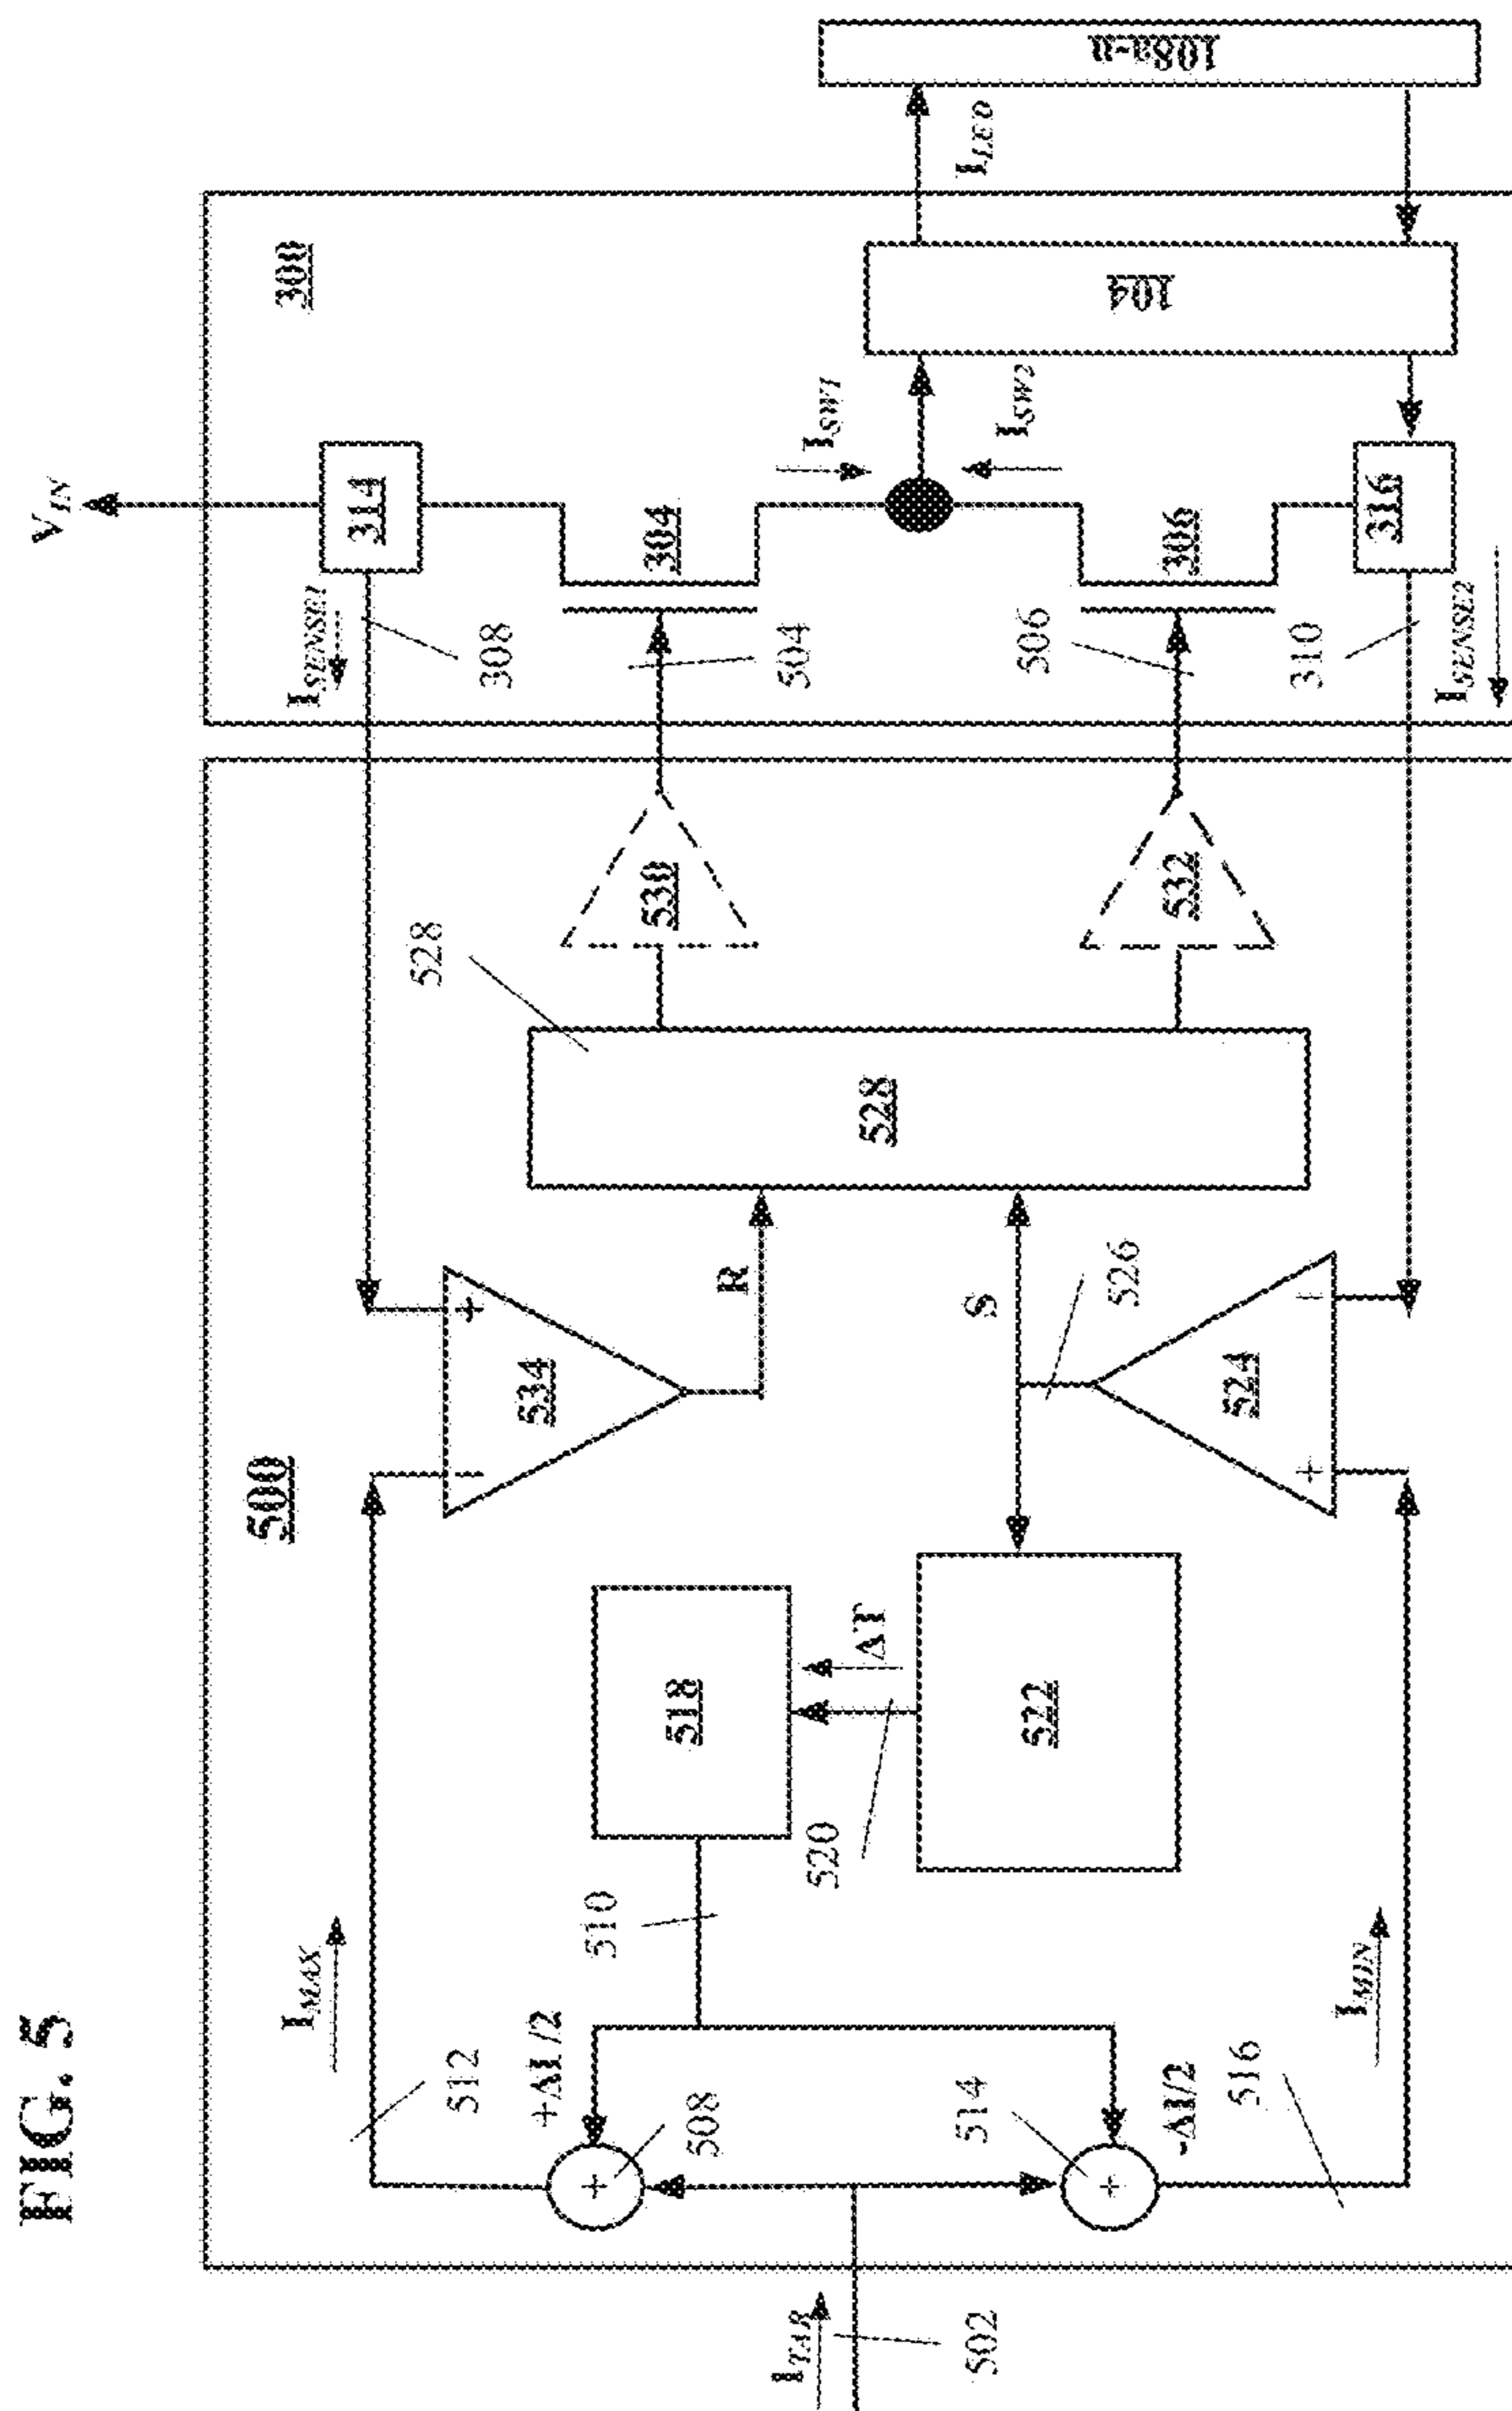 FIG. 5
500
300
V_IN
I_MAX
512
+ΔI /2
508
+
510
518
ΔT
520
522
I_TAR
502
514
+
-ΔI/2
516
I_MIN
534
+
−
R
S
526
524
+
−
528
528
530
532
I_SENSE1
308
314
504
304
I_SW1
I_SW2
506
306
310
316
I_SENSE2
104
I_LED
108a-n